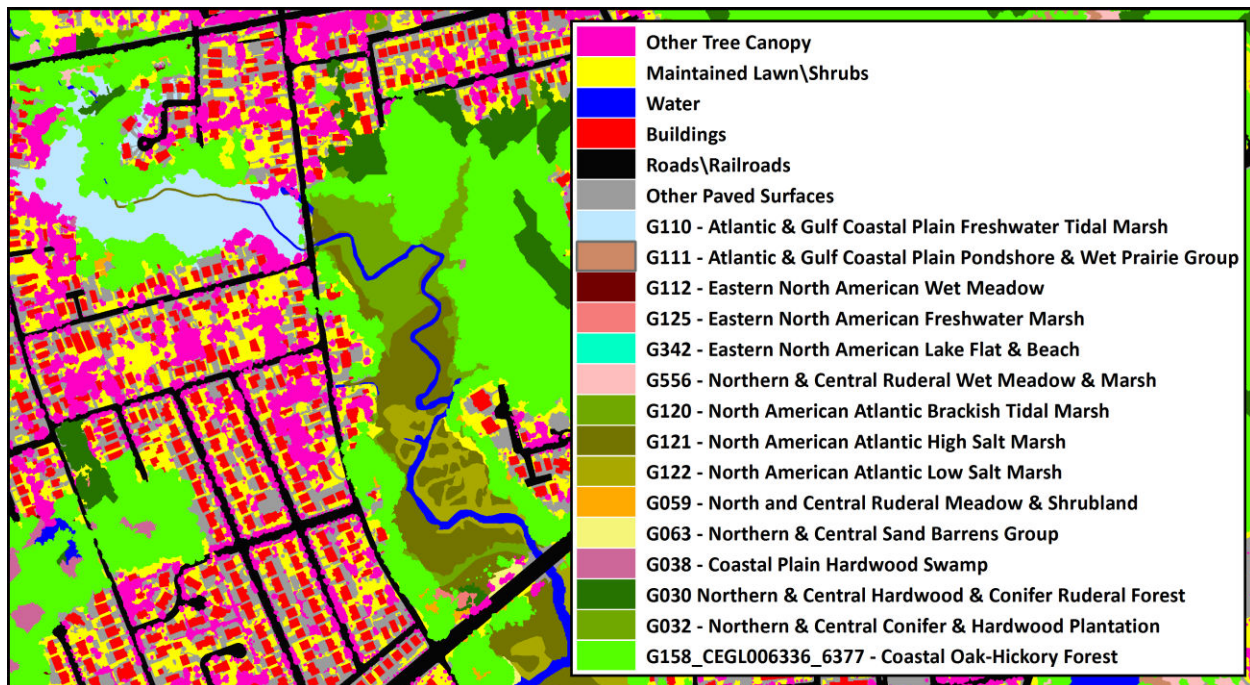 Other Tree Canopy
Maintained Lawn\Shrubs
Water
Buildings
Roads\Railroads
Other Paved Surfaces
G110 - Atlantic & Gulf Coastal Plain Freshwater Tidal Marsh
G111 - Atlantic & Gulf Coastal Plain Pondshore & Wet Prairie Group
G112 - Eastern North American Wet Meadow
G125 - Eastern North American Freshwater Marsh
G342 - Eastern North American Lake Flat & Beach
G556 - Northern & Central Ruderal Wet Meadow & Marsh
G120 - North American Atlantic Brackish Tidal Marsh
G121 - North American Atlantic High Salt Marsh
G122 - North American Atlantic Low Salt Marsh
G059 - North and Central Ruderal Meadow & Shrubland
G063 - Northern & Central Sand Barrens Group
G038 - Coastal Plain Hardwood Swamp
G030 Northern & Central Hardwood & Conifer Ruderal Forest
G032 - Northern & Central Conifer & Hardwood Plantation
G158_CEGL006336_6377 - Coastal Oak-Hickory Forest